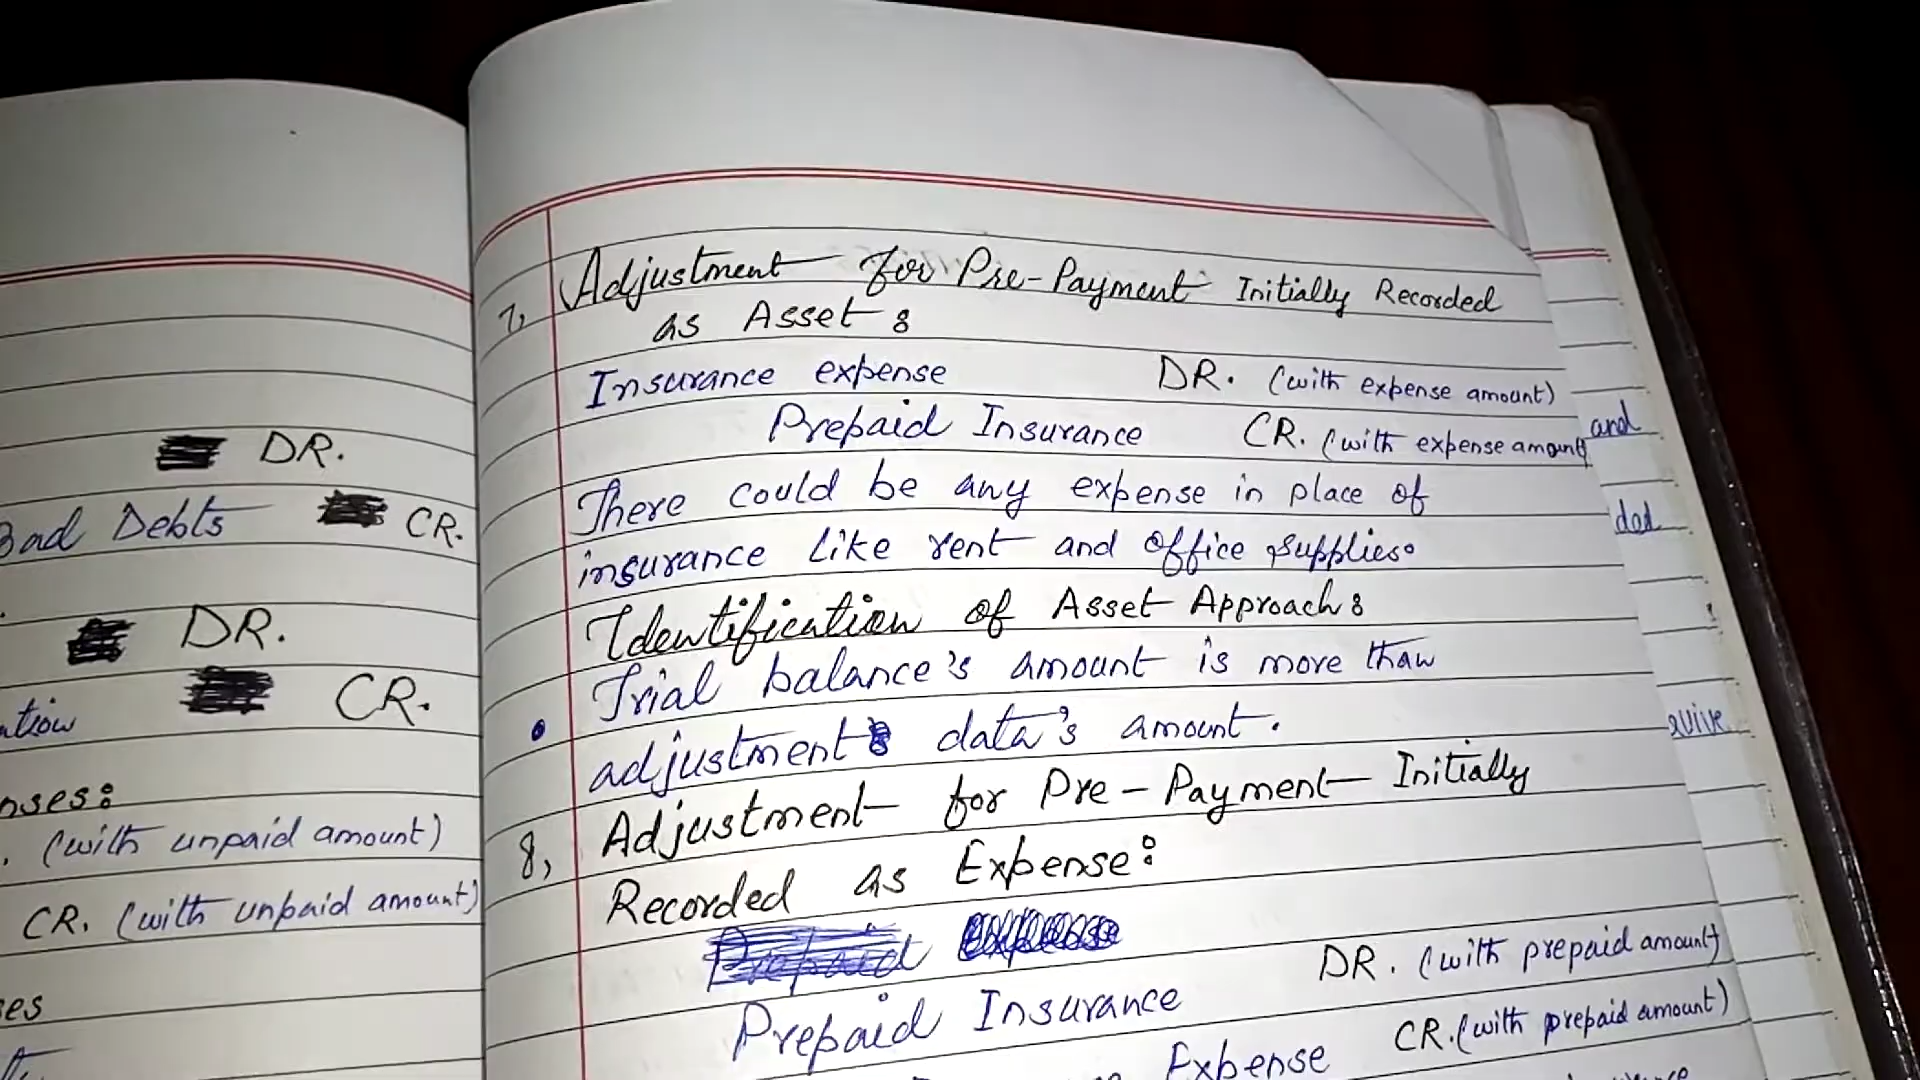 DR.
Bad Debts CR.
DR.
CR.
(with unpaid amount)
CR. (with unpaid amount)
7, Adjustment for Pre-Payment Initially Recorded
as Asset :
Insurance expense DR. (with expense amount)
Prepaid Insurance CR. (with expense amount)
There could be any expense in place of
insurance like rent and office supplies.
Identification of Asset Approach :
• Trial balance's amount is more than
adjustment data's amount.
8, Adjustment for Pre-Payment Initially
Recorded as Expense :
Prepaid Insurance DR. (with prepaid amount)
Expense CR. (with prepaid amount)
and